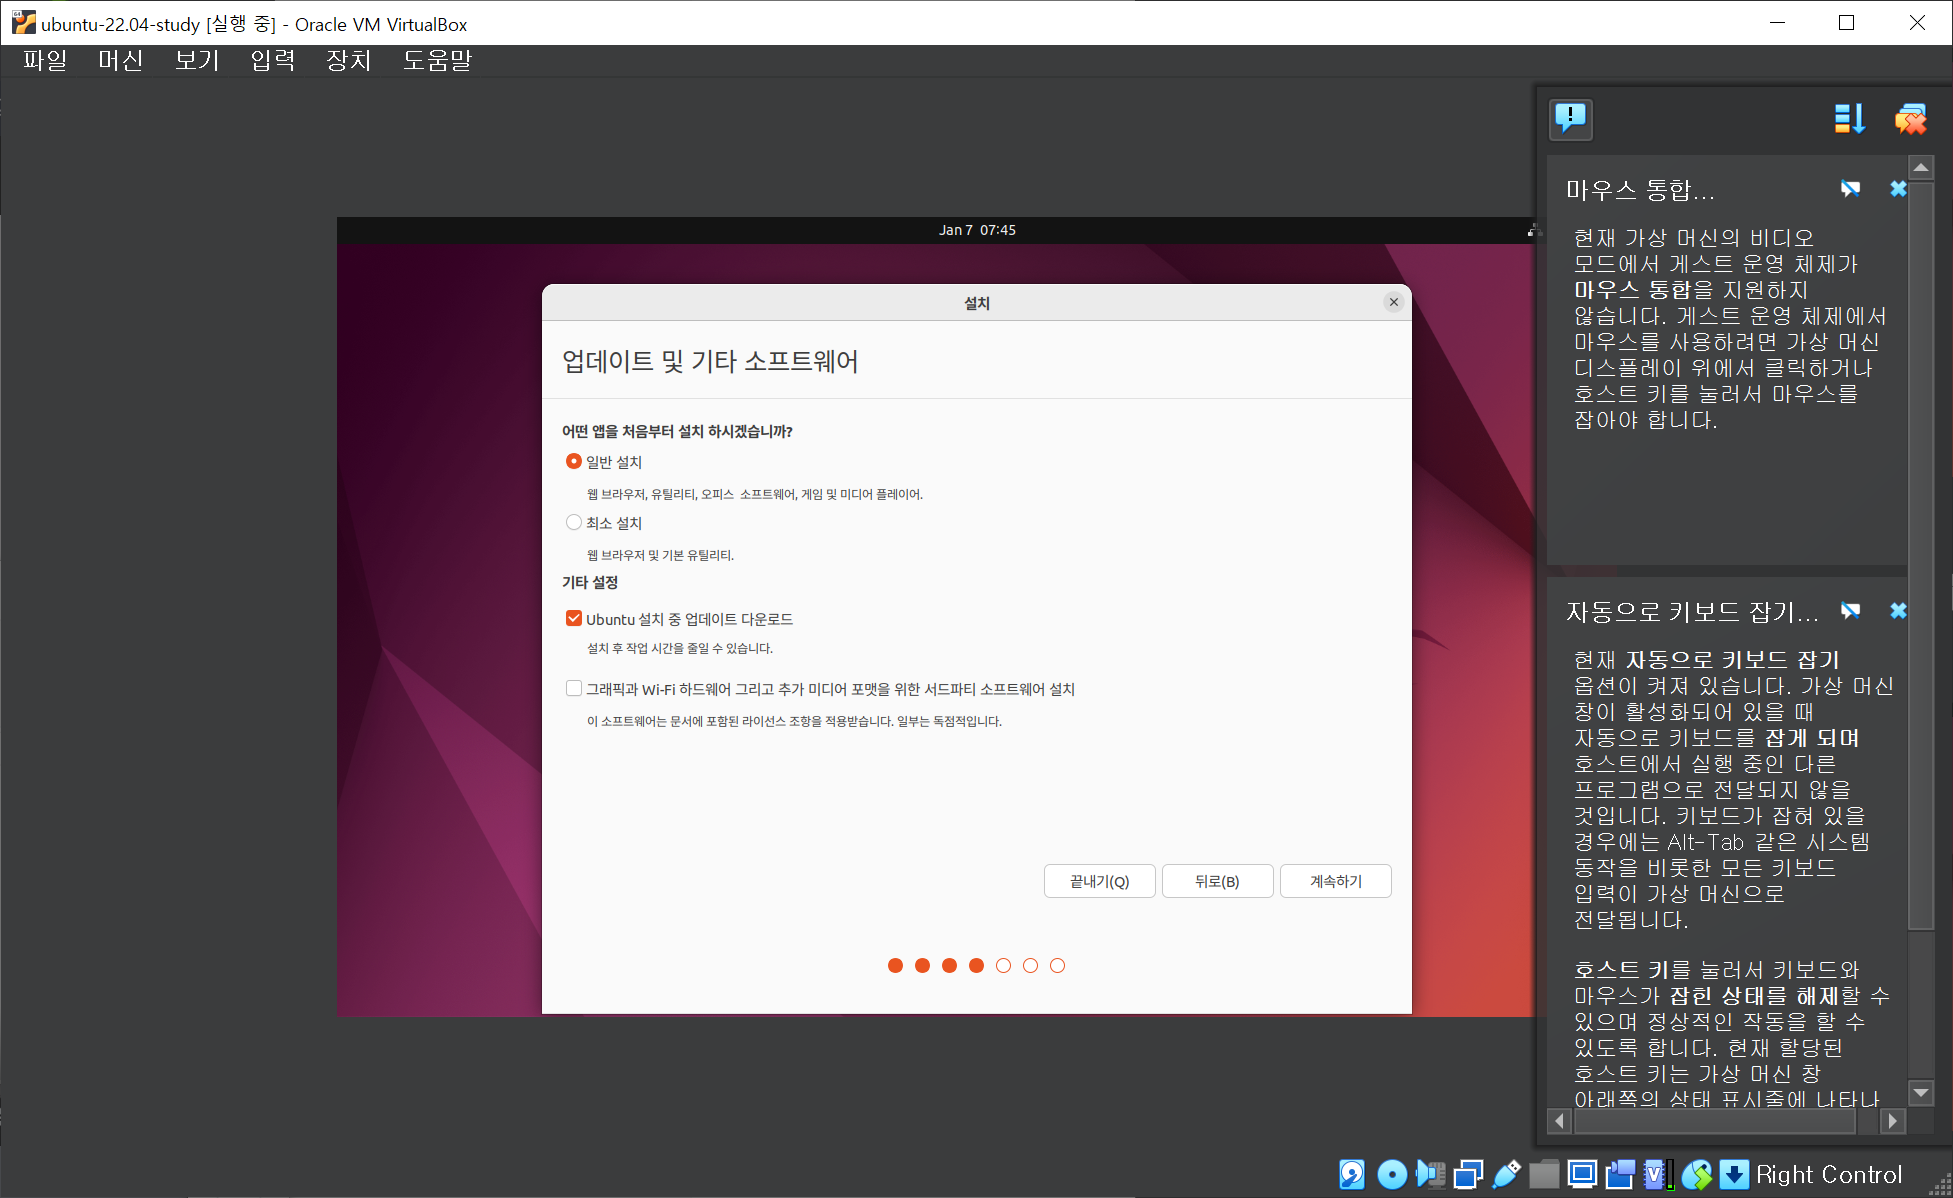 ubuntu-22.04-study [실행 중] - Oracle VM VirtualBox
파일 머신 보기 입력 장치 도움말
Jan 7 07:45
설치
업데이트 및 기타 소프트웨어
어떤 앱을 처음부터 설치 하시겠습니까?
일반 설치
웹 브라우저, 유틸리티, 오피스 소프트웨어, 게임 및 미디어 플레이어.
최소 설치
웹 브라우저 및 기본 유틸리티.
기타 설정
Ubuntu 설치 중 업데이트 다운로드
설치 후 작업 시간을 줄일 수 있습니다.
그래픽과 Wi-Fi 하드웨어 그리고 추가 미디어 포맷을 위한 서드파티 소프트웨어 설치
이 소프트웨어는 문서에 포함된 라이선스 조항을 적용받습니다. 일부는 독점적입니다.
끝내기(Q) 뒤로(B) 계속하기
마우스 통합...
현재 가상 머신의 비디오
모드에서 게스트 운영 체제가
마우스 통합을 지원하지
않습니다. 게스트 운영 체제에서
마우스를 사용하려면 가상 머신
디스플레이 위에서 클릭하거나
호스트 키를 눌러서 마우스를
잡아야 합니다.
자동으로 키보드 잡기...
현재 자동으로 키보드 잡기
옵션이 켜져 있습니다. 가상 머신
창이 활성화되어 있을 때
자동으로 키보드를 잡게 되며
호스트에서 실행 중인 다른
프로그램으로 전달되지 않을
것입니다. 키보드가 잡혀 있을
경우에는 Alt-Tab 같은 시스템
동작을 비롯한 모든 키보드
입력이 가상 머신으로
전달됩니다.
호스트 키를 눌러서 키보드와
마우스가 잡힌 상태를 해제할 수
있으며 정상적인 작동을 할 수
있도록 합니다. 현재 할당된
호스트 키는 가상 머신 창
아래쪽의 상태 표시줄에 나타나
Right Control